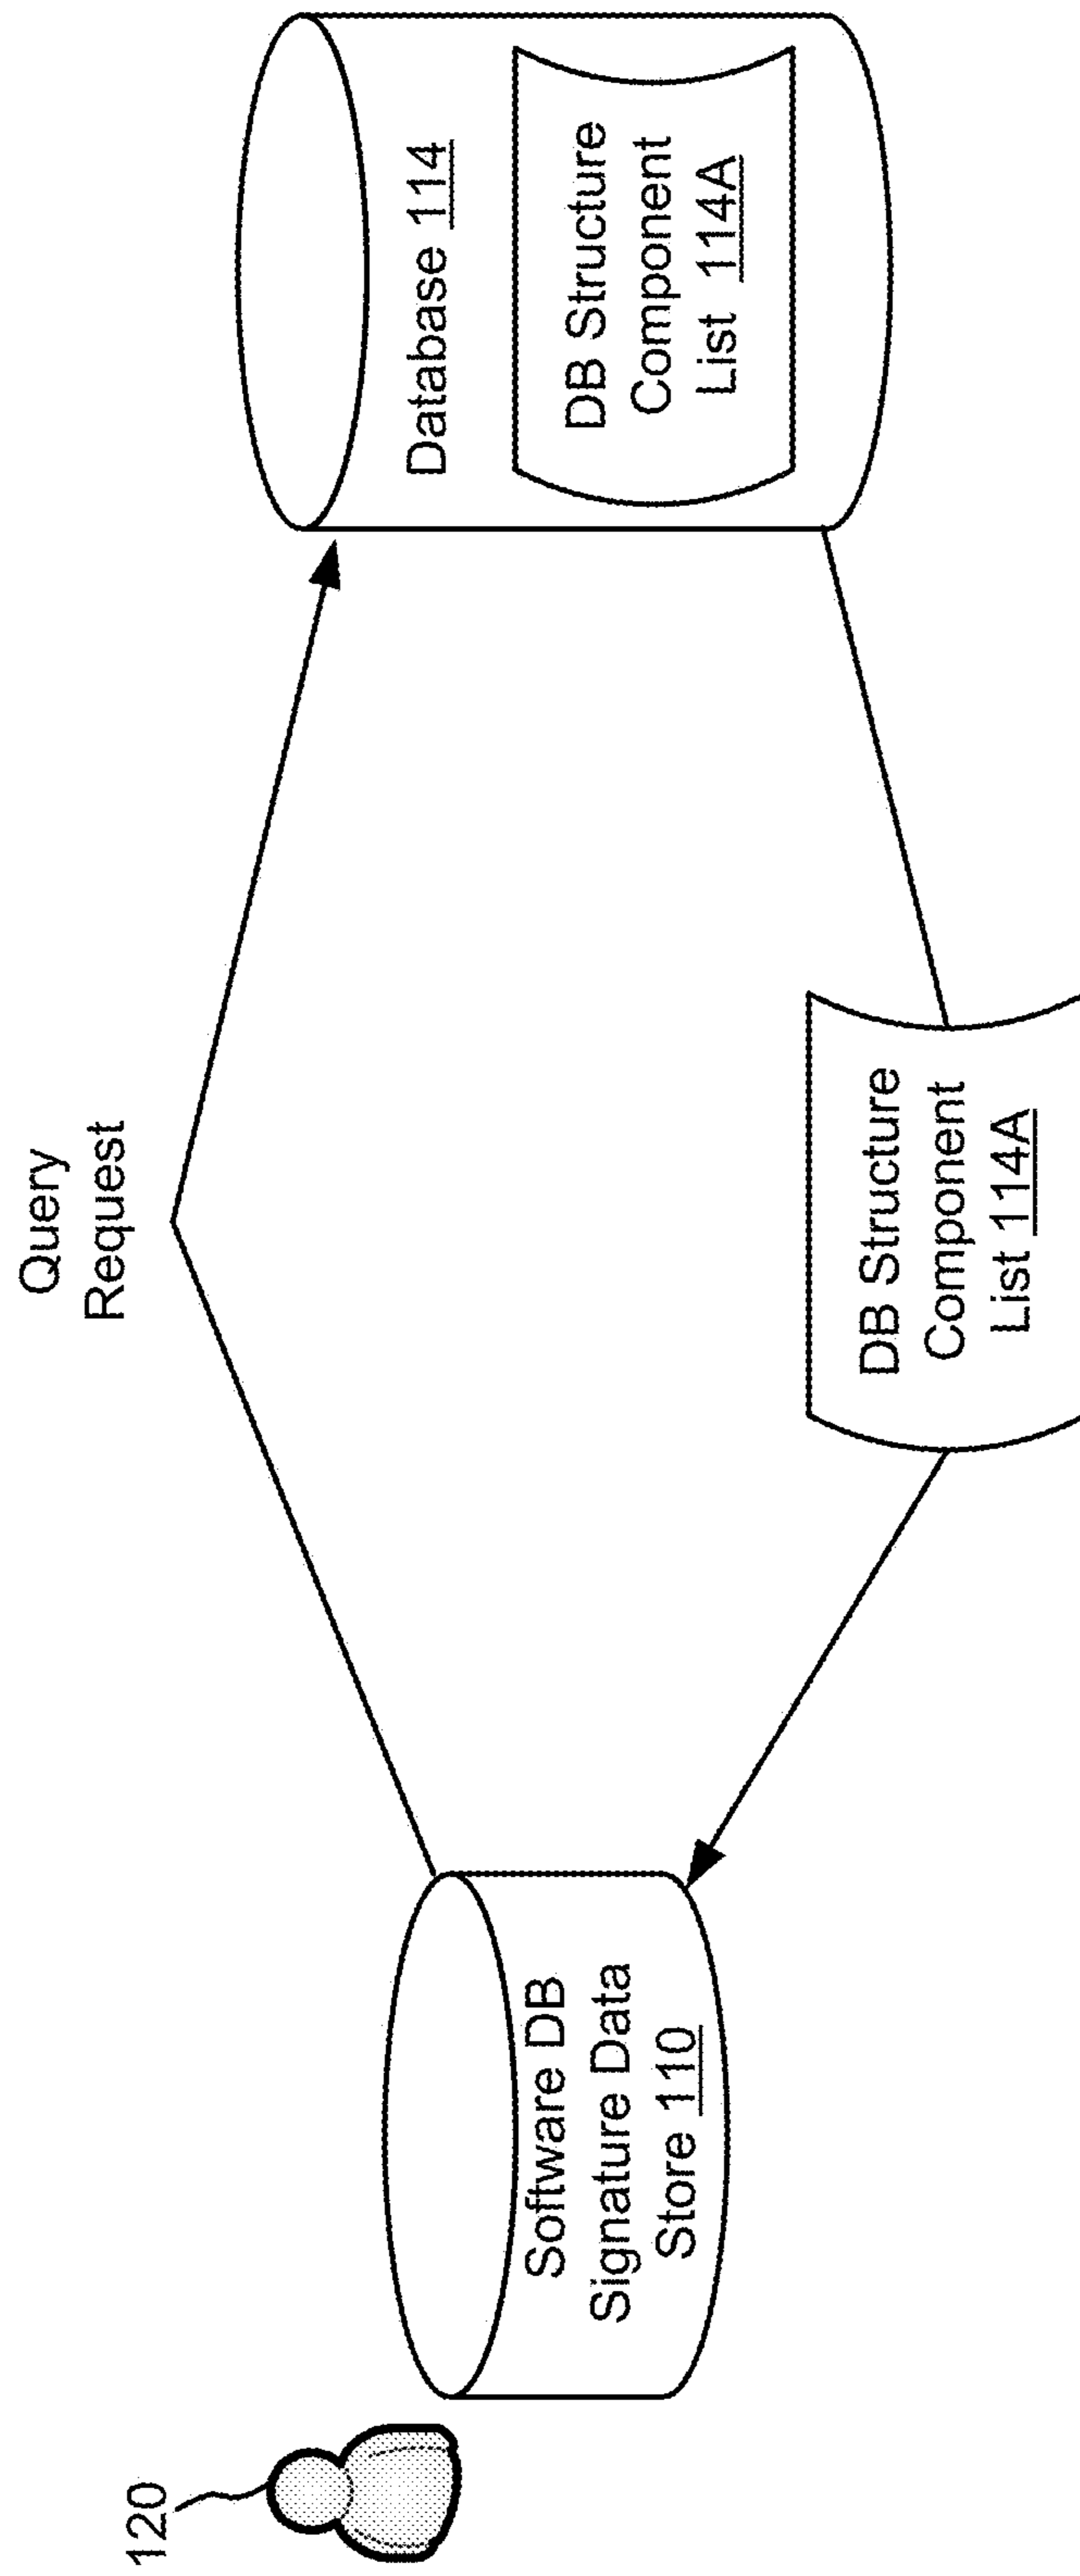 120
Query
Request
Software DB
Signature Data
Store 110
Database 114
DB Structure
Component
List 114A
DB Structure
Component
List 114A